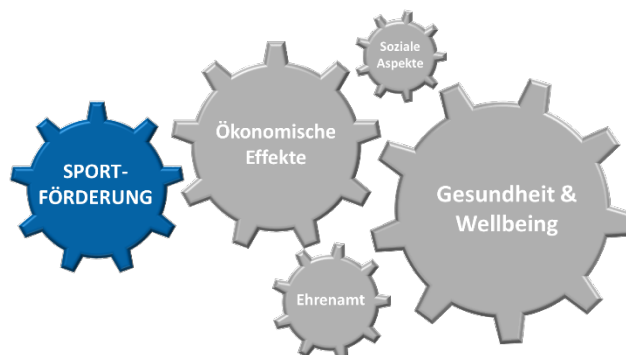 SPORT-
FÖRDERUNG
Ökonomische
Effekte
Soziale
Aspekte
Gesundheit &
Wellbeing
Ehrenamt